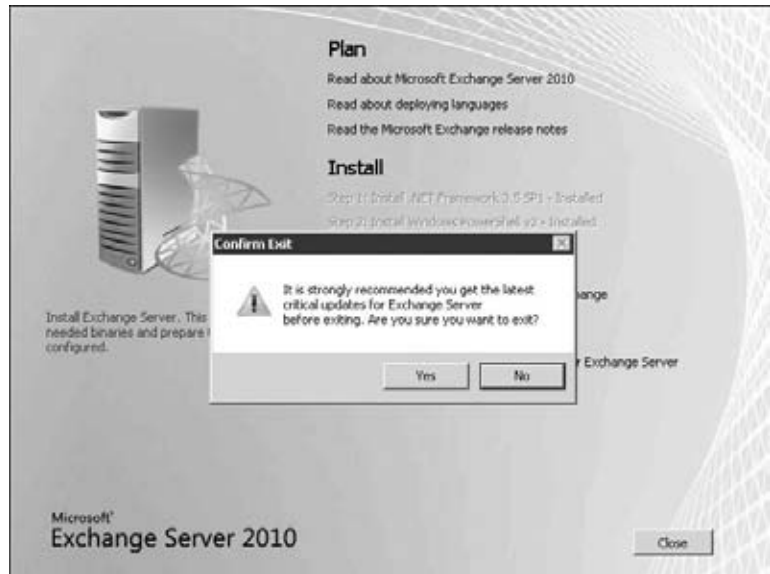 Plan
Read about Microsoft Exchange Server 2010
Read about deploying languages
Read the Microsoft Exchange release notes
Install
Step 1: Install .NET Framework 3.5 SP1 - Installed
Step 2: Install Windows PowerShell v2 - Installed
Confirm Exit
It is strongly recommended you get the latest
critical updates for Exchange Server
before exiting. Are you sure you want to exit?
Yes
No
Install Exchange Server. This
needed binaries and prepare
configured.
Exchange Server
Microsoft
Exchange Server 2010
Close